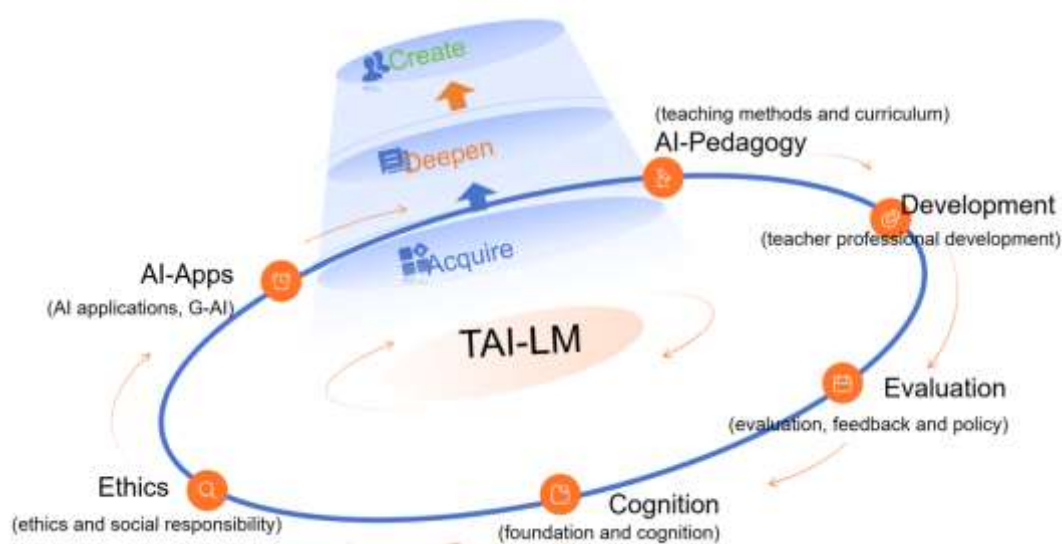 Create
Deepen
Acquire
(teaching methods and curriculum)
AI-Pedagogy
Development
(teacher professional development)
AI-Apps
(AI applications, G-AI)
TAI-LM
Evaluation
(evaluation, feedback and policy)
Ethics
(ethics and social responsibility)
Cognition
(foundation and cognition)